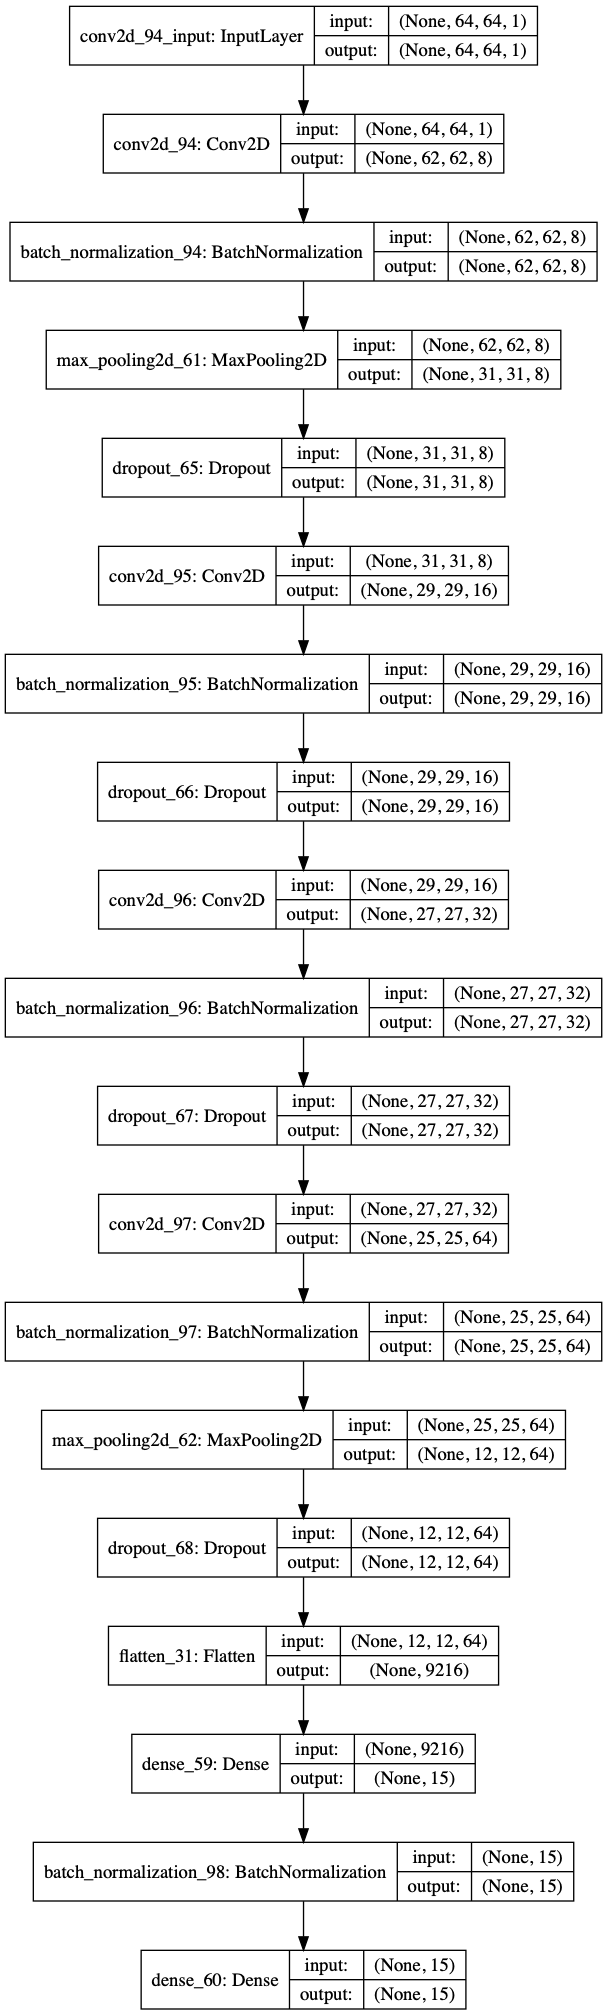 conv2d_94_input: InputLayer
input: (None, 64, 64, 1)
output: (None, 64, 64, 1)
conv2d_94: Conv2D
input: (None, 64, 64, 1)
output: (None, 62, 62, 8)
batch_normalization_94: BatchNormalization
input: (None, 62, 62, 8)
output: (None, 62, 62, 8)
max_pooling2d_61: MaxPooling2D
input: (None, 62, 62, 8)
output: (None, 31, 31, 8)
dropout_65: Dropout
input: (None, 31, 31, 8)
output: (None, 31, 31, 8)
conv2d_95: Conv2D
input: (None, 31, 31, 8)
output: (None, 29, 29, 16)
batch_normalization_95: BatchNormalization
input: (None, 29, 29, 16)
output: (None, 29, 29, 16)
dropout_66: Dropout
input: (None, 29, 29, 16)
output: (None, 29, 29, 16)
conv2d_96: Conv2D
input: (None, 29, 29, 16)
output: (None, 27, 27, 32)
batch_normalization_96: BatchNormalization
input: (None, 27, 27, 32)
output: (None, 27, 27, 32)
dropout_67: Dropout
input: (None, 27, 27, 32)
output: (None, 27, 27, 32)
conv2d_97: Conv2D
input: (None, 27, 27, 32)
output: (None, 25, 25, 64)
batch_normalization_97: BatchNormalization
input: (None, 25, 25, 64)
output: (None, 25, 25, 64)
max_pooling2d_62: MaxPooling2D
input: (None, 25, 25, 64)
output: (None, 12, 12, 64)
dropout_68: Dropout
input: (None, 12, 12, 64)
output: (None, 12, 12, 64)
flatten_31: Flatten
input: (None, 12, 12, 64)
output: (None, 9216)
dense_59: Dense
input: (None, 9216)
output: (None, 15)
batch_normalization_98: BatchNormalization
input: (None, 15)
output: (None, 15)
dense_60: Dense
input: (None, 15)
output: (None, 15)